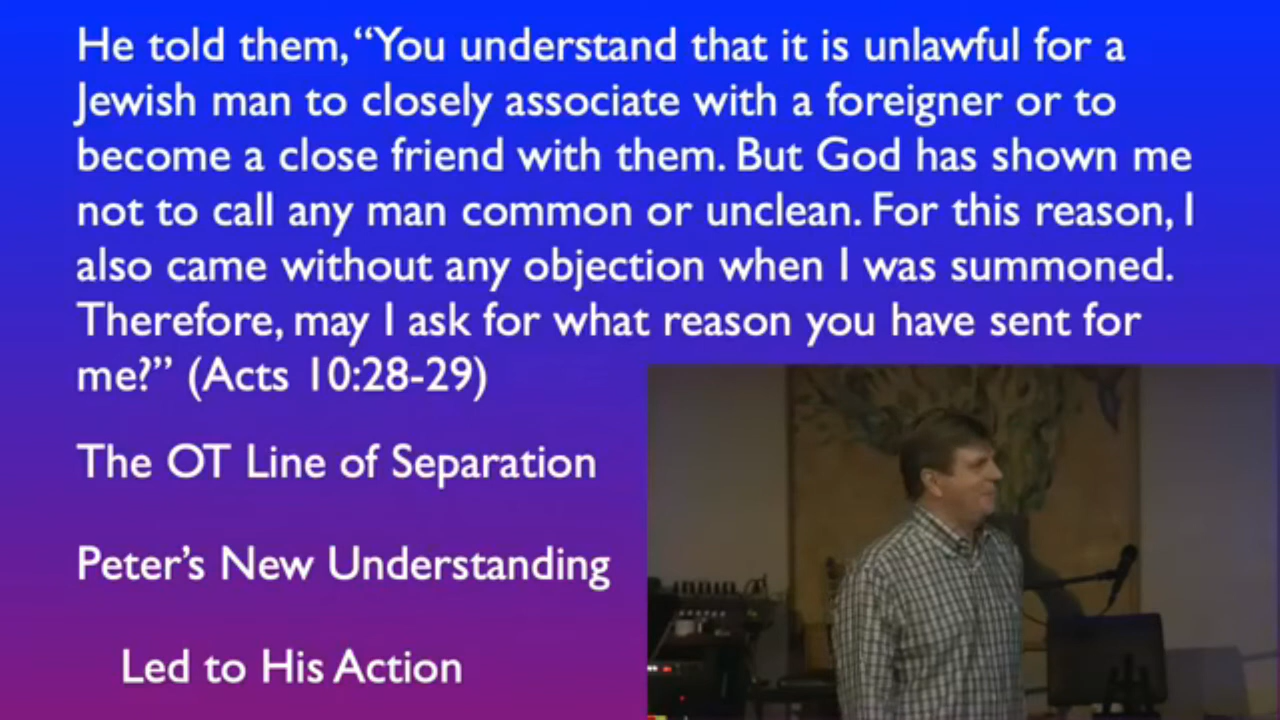 He told them, “You understand that it is unlawful for a
Jewish man to closely associate with a foreigner or to
become a close friend with them. But God has shown me
not to call any man common or unclean. For this reason, I
also came without any objection when I was summoned.
Therefore, may I ask for what reason you have sent for
me?” (Acts 10:28-29)
The OT Line of Separation
Peter’s New Understanding
Led to His Action